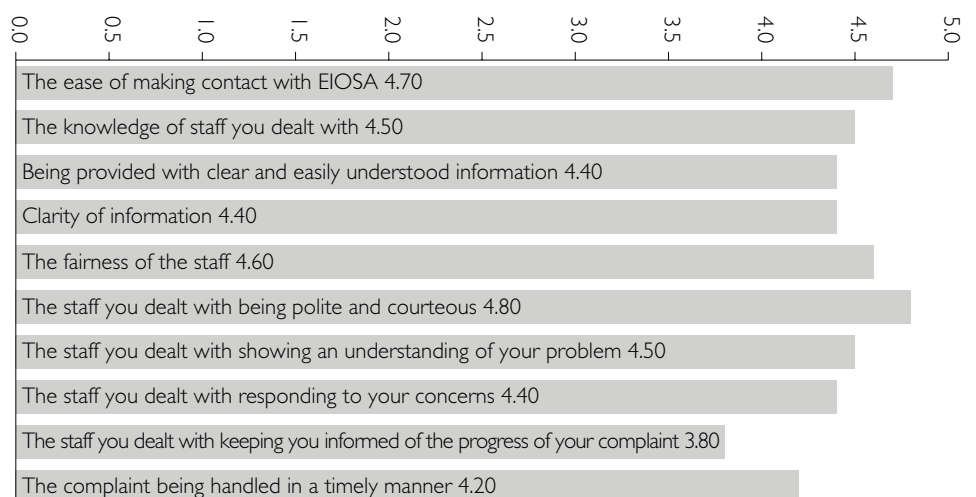 0.0 0.5 1.0 1.5 2.0 2.5 3.0 3.5 4.0 4.5 5.0
The ease of making contact with EIOSA 4.70
The knowledge of staff you dealt with 4.50
Being provided with clear and easily understood information 4.40
Clarity of information 4.40
The fairness of the staff 4.60
The staff you dealt with being polite and courteous 4.80
The staff you dealt with showing an understanding of your problem 4.50
The staff you dealt with responding to your concerns 4.40
The staff you dealt with keeping you informed of the progress of your complaint 3.80
The complaint being handled in a timely manner 4.20